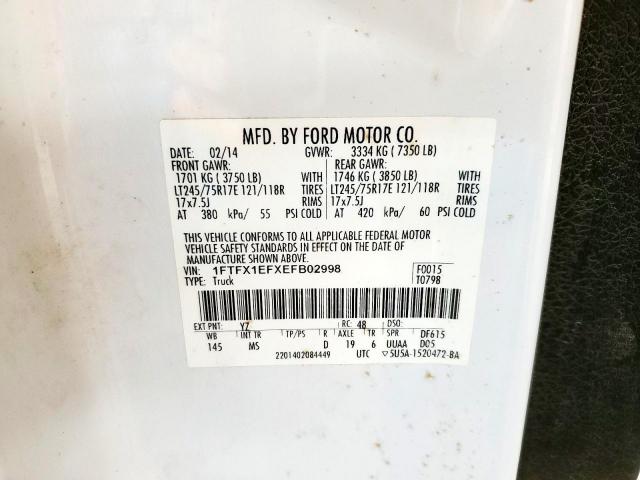 MFD. BY FORD MOTOR CO.
DATE: 02/14 GVWR: 3334 KG ( 7350 LB)
FRONT GAWR: REAR GAWR:
1701 KG ( 3750 LB) WITH 1746 KG ( 3850 LB) WITH
LT245/75R17E 121/118R TIRES LT245/75R17E 121/118R TIRES
17x7.5J RIMS 17x7.5J RIMS
AT 380 kPa/ 55 PSI COLD AT 420 kPa/ 60 PSI COLD
THIS VEHICLE CONFORMS TO ALL APPLICABLE FEDERAL MOTOR
VEHICLE SAFETY STANDARDS IN EFFECT ON THE DATE OF
MANUFACTURE SHOWN ABOVE.
VIN: 1FTFX1EFXEFB02998 F0015
TYPE: Truck T0798
EXT PNT: YZ RC: 48 DSO:
WB INT TR TP/PS R AXLE TR SPR DF615
145 MS D 19 6 UUAA D05
2201402084449 UTC ▽5U5A-1520472-BA